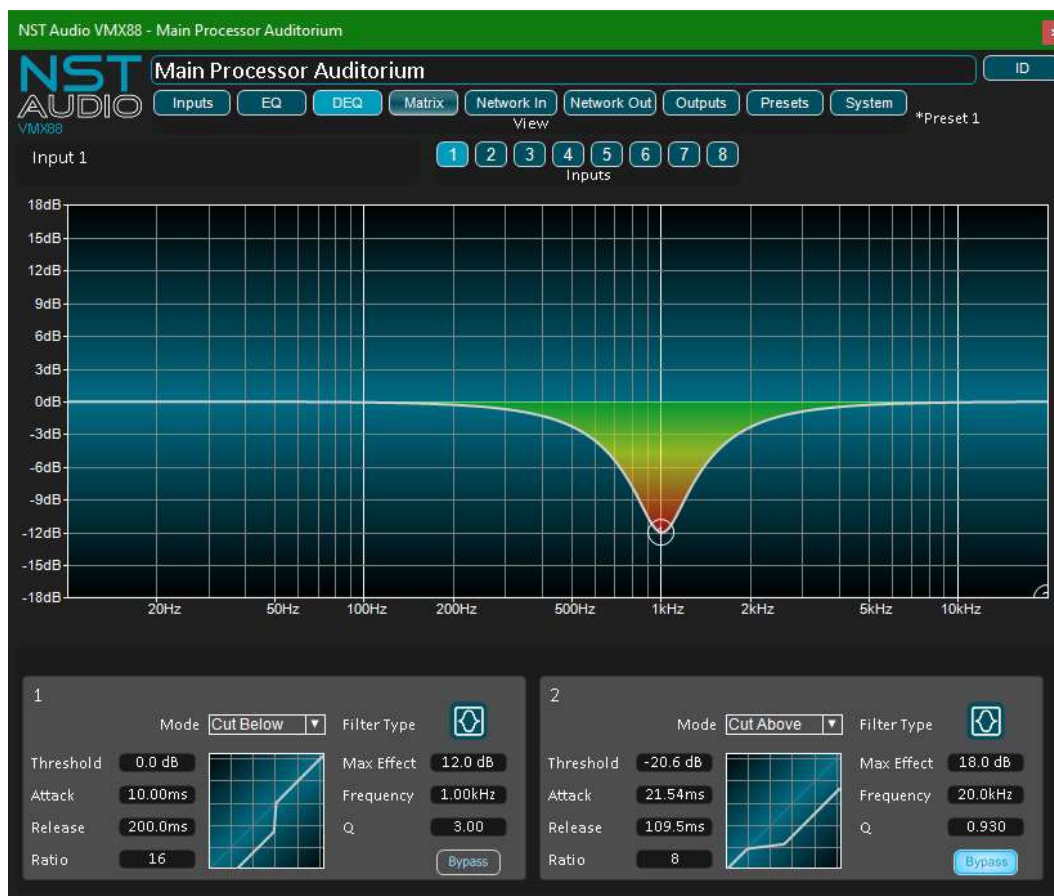 NST Audio VMX88 - Main Processor Auditorium
NST AUDIO
VMX88
Main Processor Auditorium
ID
Inputs EQ DEQ Matrix Network In Network Out Outputs Presets System
View
*Preset 1
Input 1
1 2 3 4 5 6 7 8
Inputs
18dB
15dB
12dB
9dB
6dB
3dB
0dB
-3dB
-6dB
-9dB
-12dB
-15dB
-18dB
20Hz 50Hz 100Hz 200Hz 500Hz 1kHz 2kHz 5kHz 10kHz
1
Mode Cut Below Filter Type
Threshold 0.0 dB Max Effect 12.0 dB
Attack 10.00ms Frequency 1.00kHz
Release 200.0ms Q 3.00
Ratio 16 Bypass
2
Mode Cut Above Filter Type
Threshold -20.6 dB Max Effect 18.0 dB
Attack 21.54ms Frequency 20.0kHz
Release 109.5ms Q 0.930
Ratio 8 Bypass